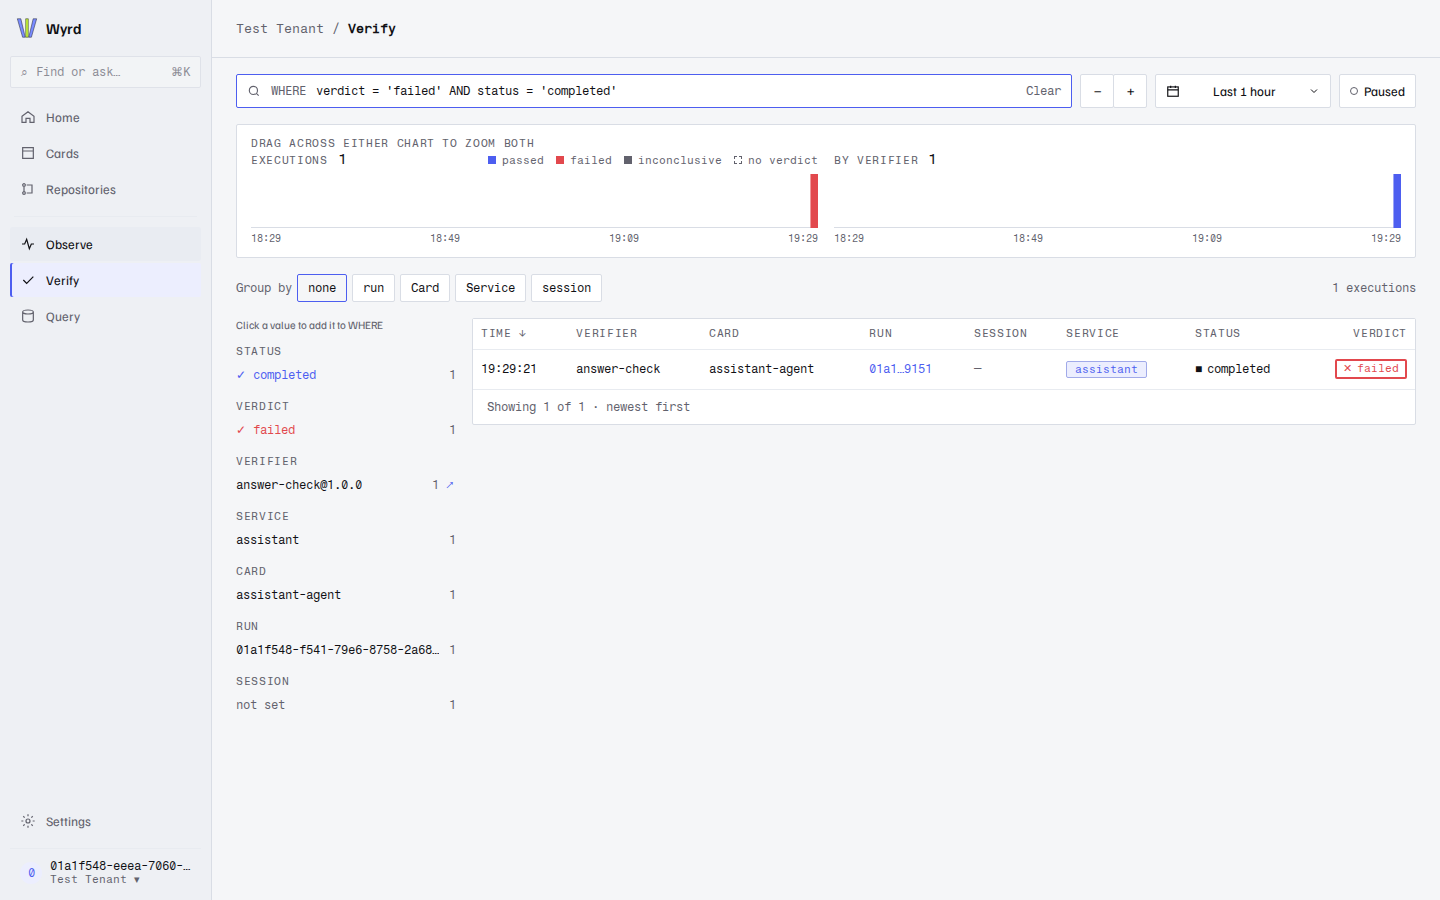 Wyrd
Test Tenant / Verify
Find or ask… ⌘K
Home
Cards
Repositories
Observe
Verify
Query
Settings
0 01a1f548-eeea-7060-…
Test Tenant ▾
WHERE verdict = 'failed' AND status = 'completed' Clear
− + Last 1 hour Paused
DRAG ACROSS EITHER CHART TO ZOOM BOTH
EXECUTIONS 1 passed failed inconclusive no verdict
18:29 18:49 19:09 19:29
BY VERIFIER 1
18:29 18:49 19:09 19:29
Group by none run Card Service session 1 executions
Click a value to add it to WHERE
STATUS
✓ completed 1
VERDICT
✓ failed 1
VERIFIER
answer-check@1.0.0 1 ↗
SERVICE
assistant 1
CARD
assistant-agent 1
RUN
01a1f548-f541-79e6-8758-2a68… 1
SESSION
not set 1
TIME ↓ VERIFIER CARD RUN SESSION SERVICE STATUS VERDICT
19:29:21 answer-check assistant-agent 01a1…9151 — assistant ■ completed ✕ failed
Showing 1 of 1 · newest first